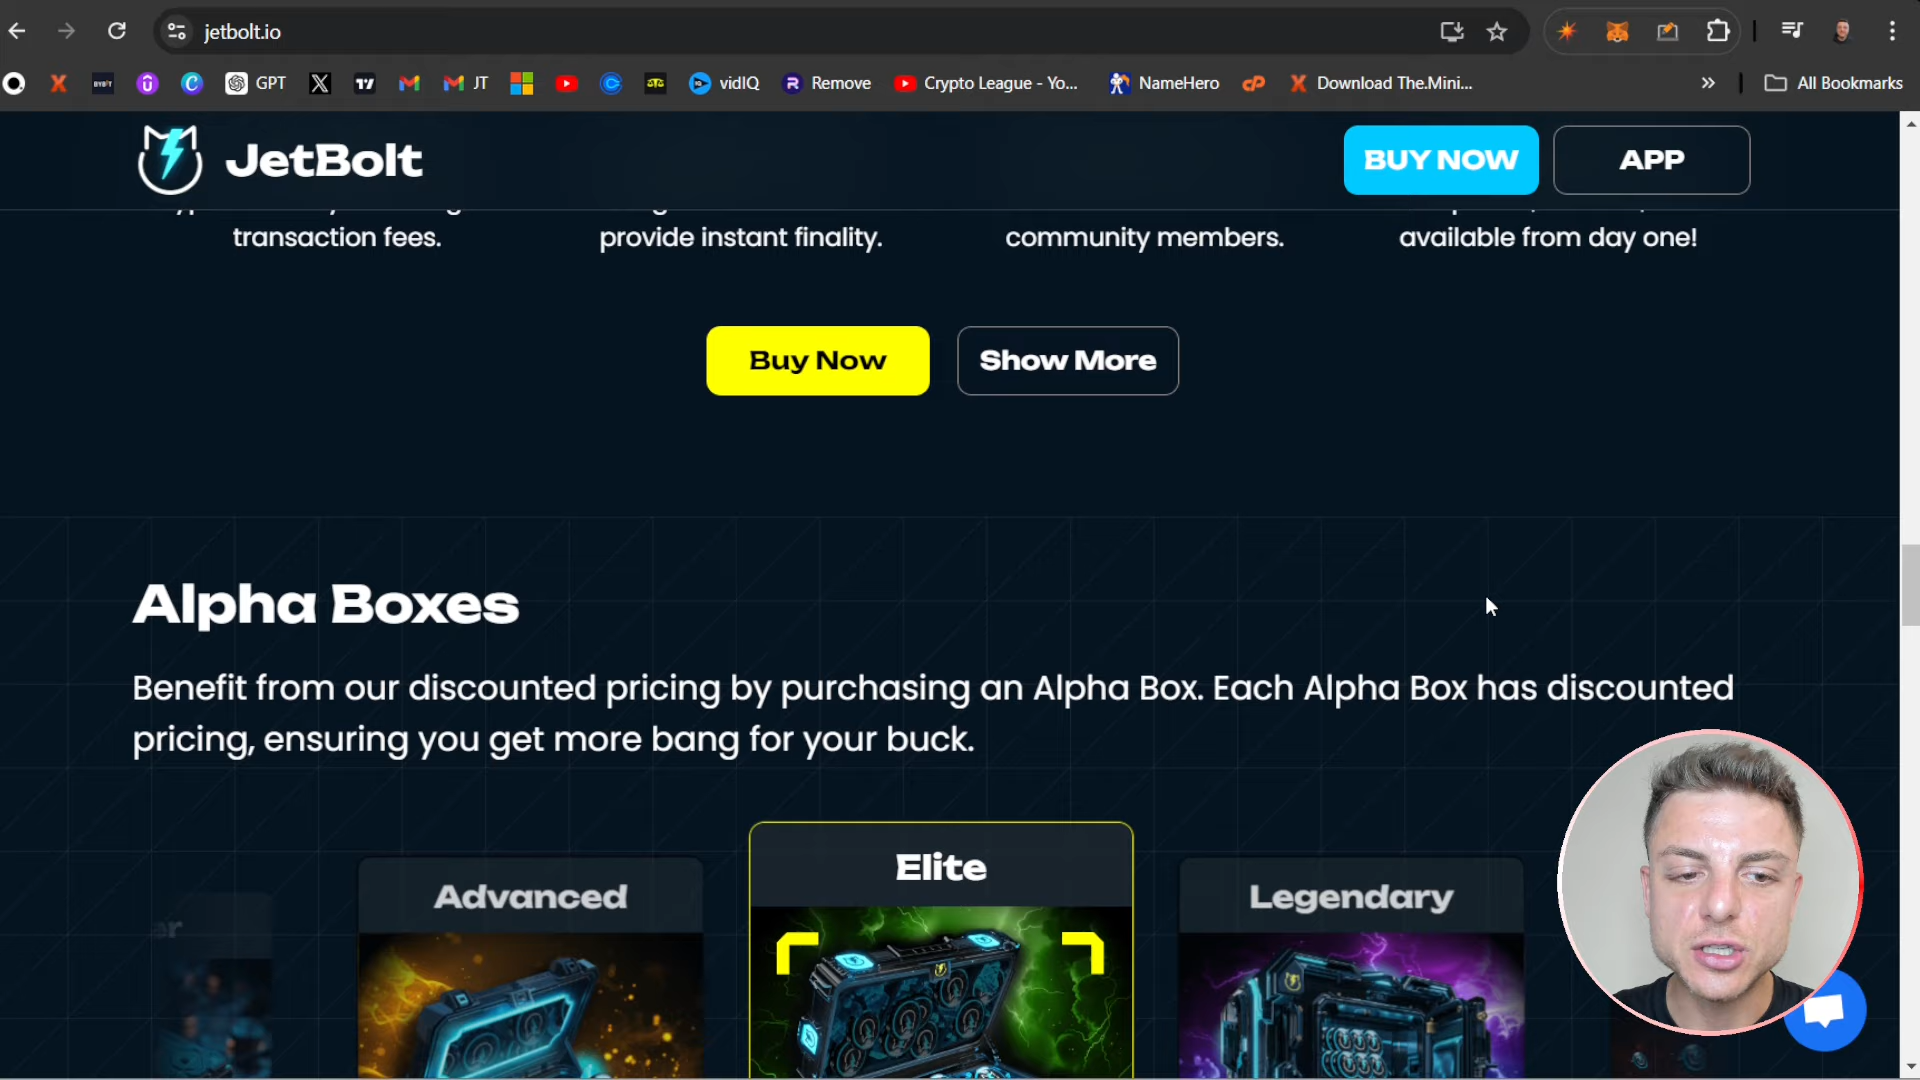 jetbolt.io
GPT
JT
vidIQ
Remove
Crypto League - Yo...
NameHero
Download The.Mini...
All Bookmarks
JetBolt
BUY NOW
APP
transaction fees.
provide instant finality.
community members.
available from day one!
Buy Now
Show More
Alpha Boxes
Benefit from our discounted pricing by purchasing an Alpha Box. Each Alpha Box has discounted
pricing, ensuring you get more bang for your buck.
Advanced
Elite
Legendary